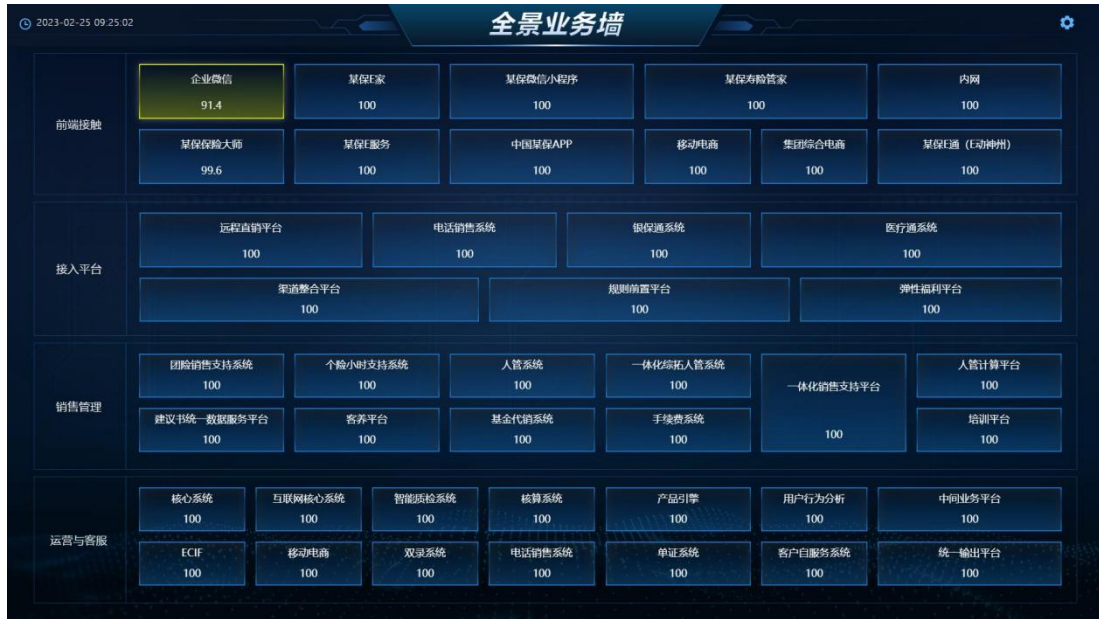 2023-02-25 09:25:02
全景业务墙
前端接触
企业微信
91.4
某保E家
100
某保微信小程序
100
某保寿险管家
100
内网
100
某保保险大师
99.6
某保E服务
100
中国某保APP
100
移动电商
100
集团综合电商
100
某保E通（E动神州）
100
接入平台
远程直销平台
100
电话销售系统
100
银保通系统
100
医疗通系统
100
渠道整合平台
100
规则前置平台
100
弹性福利平台
100
销售管理
团险销售支持系统
100
个险小时支持系统
100
人管系统
100
一体化综拓人管系统
100
一体化销售支持平台
100
人管计算平台
100
建议书统一数据服务平台
100
客养平台
100
基金代销系统
100
手续费系统
100
培训平台
100
运营与客服
核心系统
100
互联网核心系统
100
智能质检系统
100
核算系统
100
产品引擎
100
用户行为分析
100
中间业务平台
100
ECIF
100
移动电商
100
双录系统
100
电话销售系统
100
单证系统
100
客户自服务系统
100
统一输出平台
100